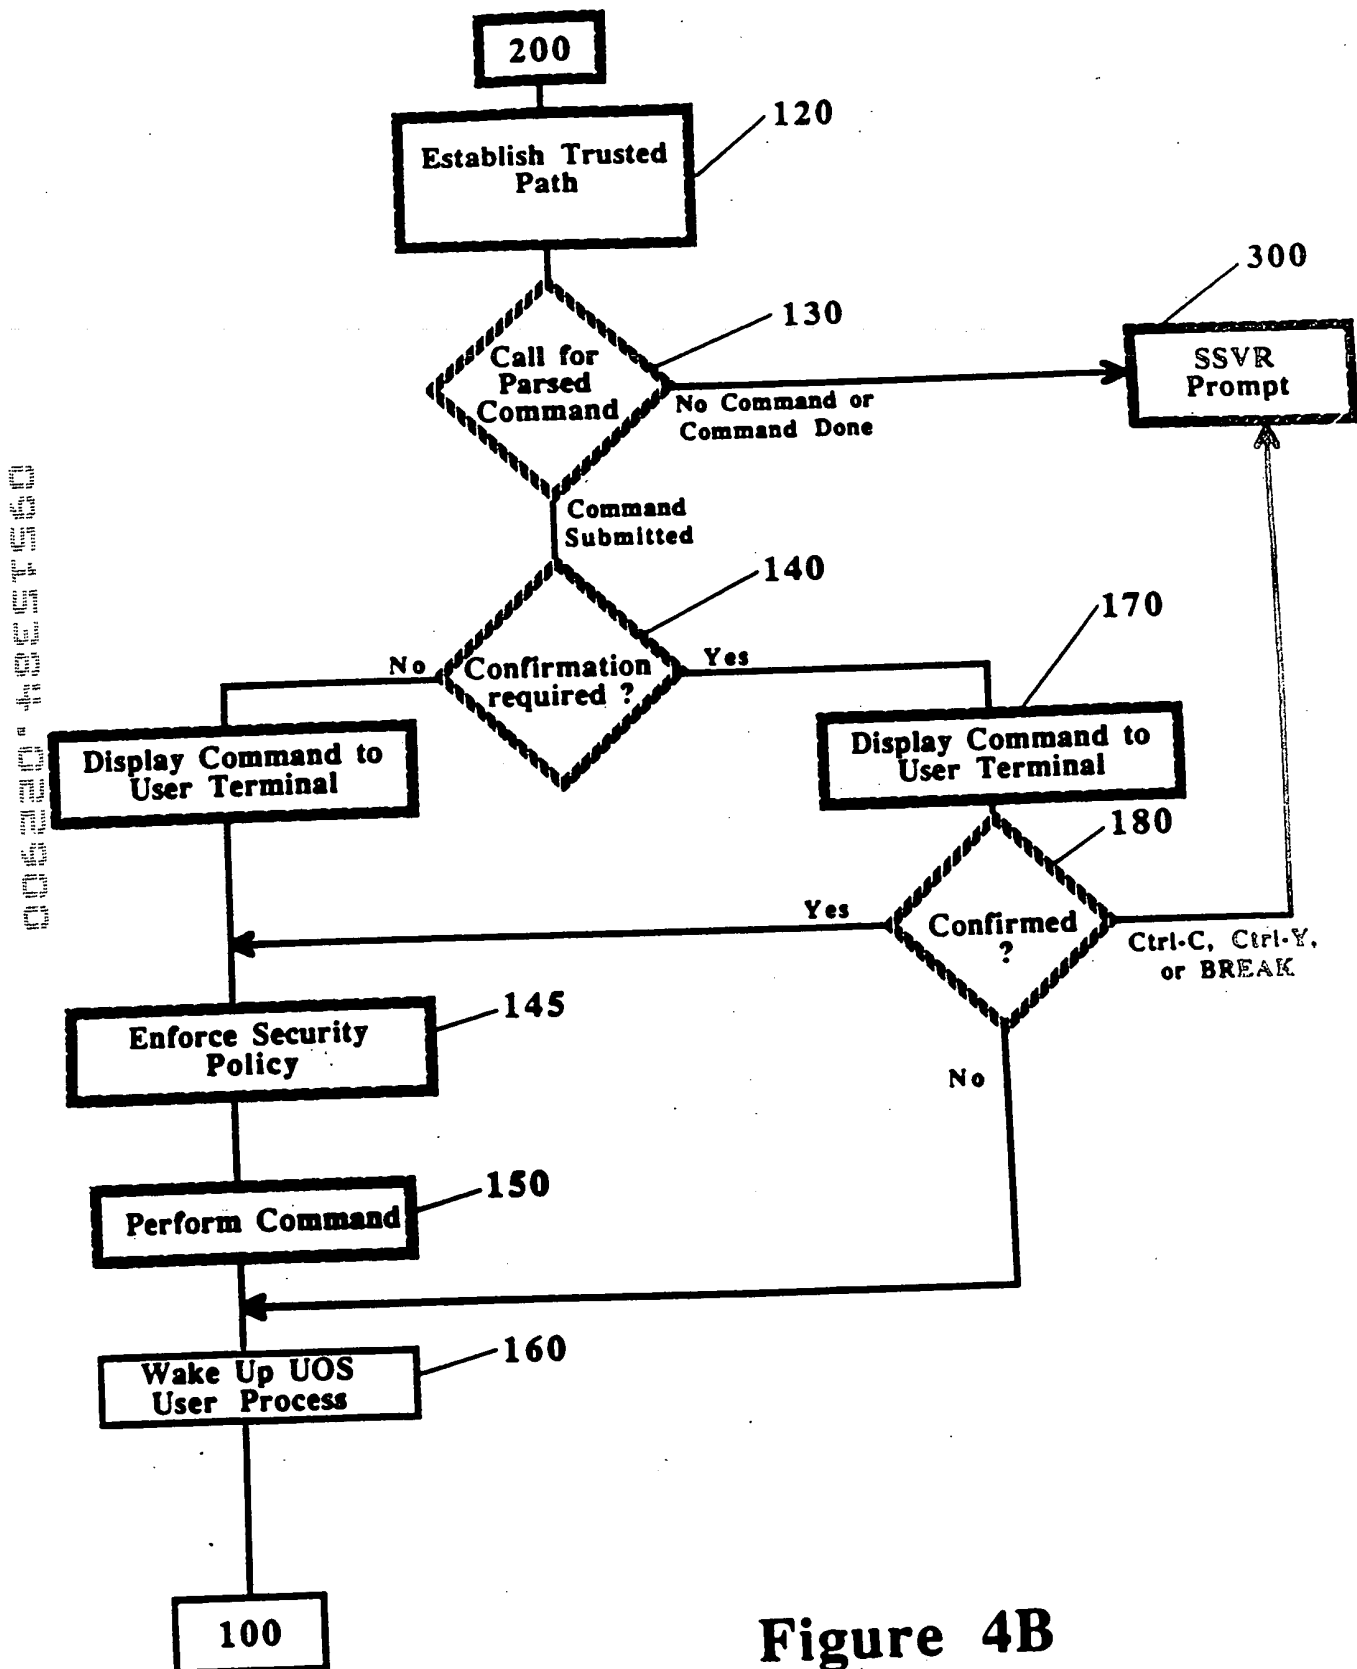 200
120
Establish Trusted
Path
300
130
SSVR
Prompt
Call for
Parsed
Command
No Command or
Command Done
Command
Submitted
140
170
No
Confirmation
required ?
Yes
Display Command to
User Terminal
Display Command to
User Terminal
180
Yes
Confirmed
?
Ctrl-C, Ctrl-Y,
or BREAK
145
Enforce Security
Policy
No
150
Perform Command
160
Wake Up UOS
User Process
100
Figure 4B
09515384.022900